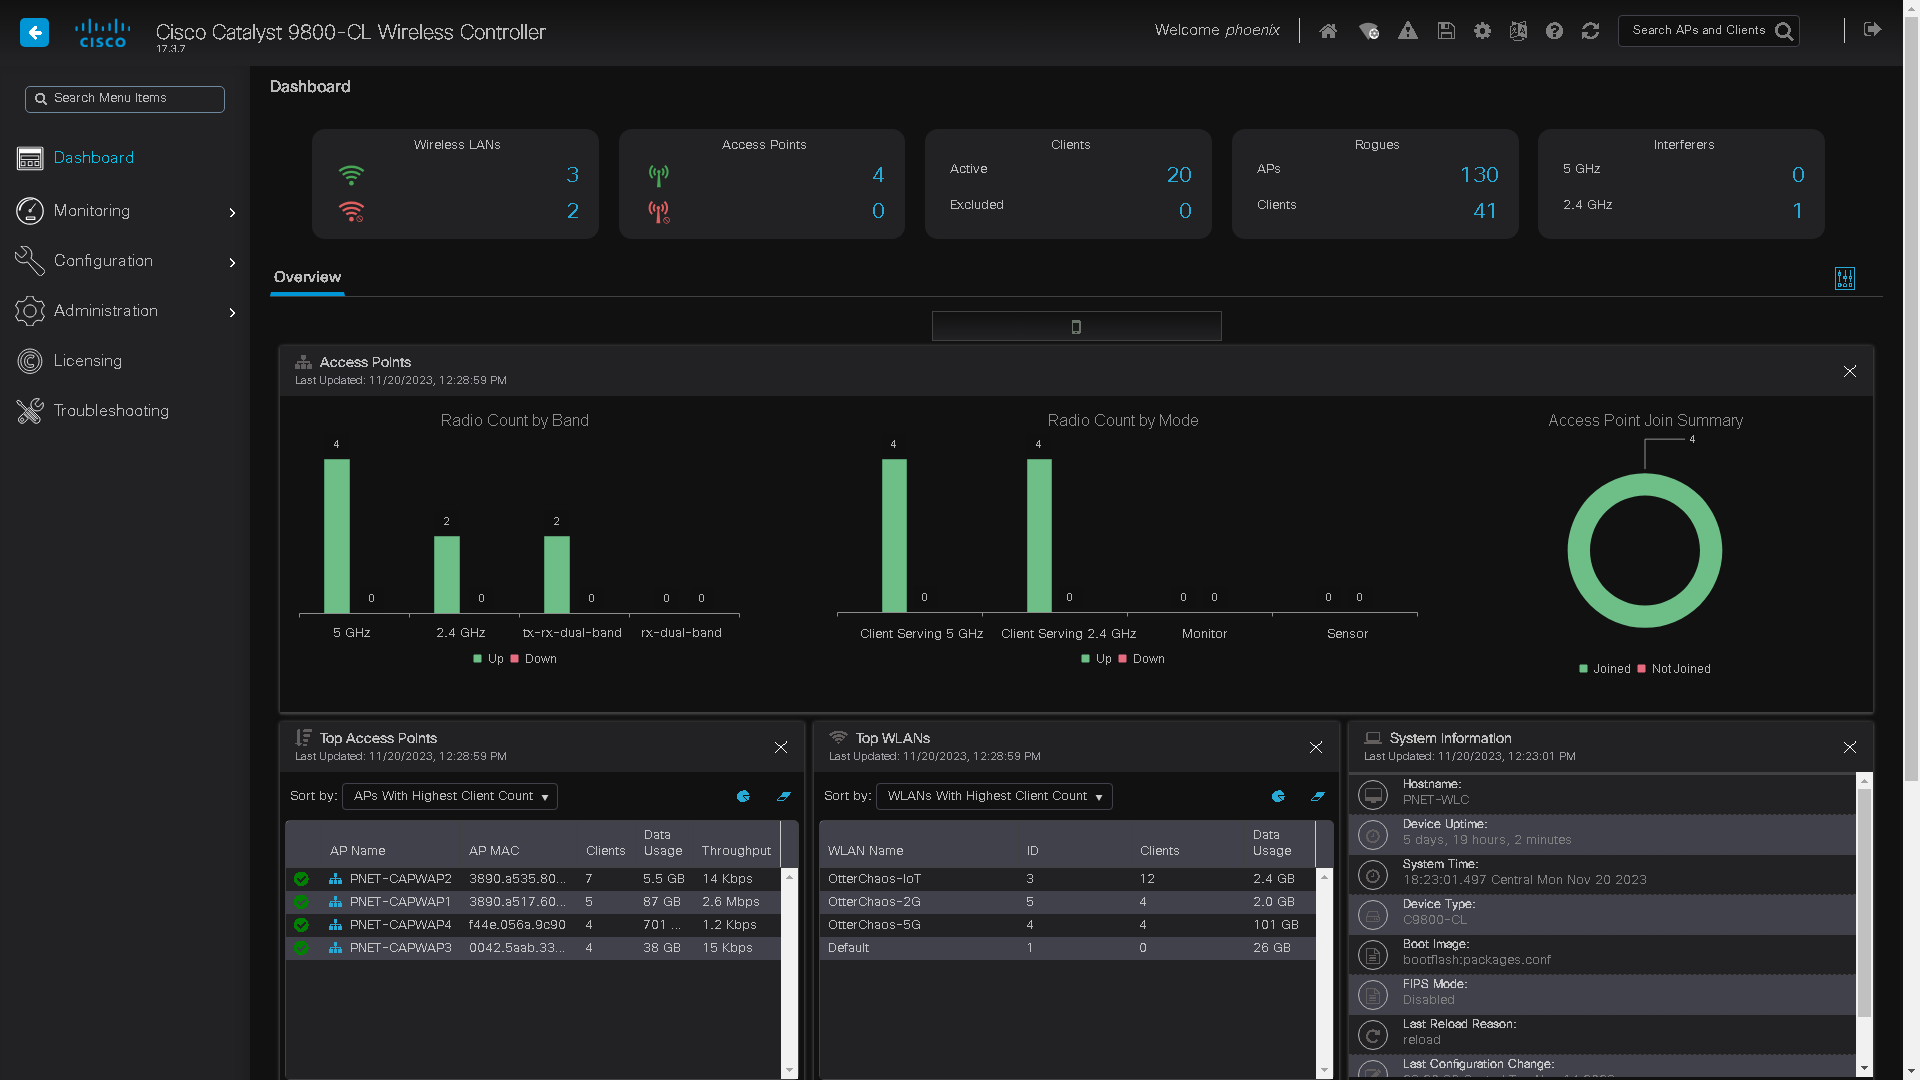 CISCO
Cisco Catalyst 9800-CL Wireless Controller
17.3.7
Welcome phoenix
Search APs and Clients
Search Menu Items
Dashboard
Monitoring
Configuration
Administration
Licensing
Troubleshooting
Dashboard
Wireless LANs
3
2
Access Points
4
0
Clients
Active 20
Excluded 0
Rogues
APs 130
Clients 41
Interferers
5 GHz 0
2.4 GHz 1
Overview
Access Points
Last Updated: 11/20/2023, 12:28:59 PM
Radio Count by Band
4 0 2 0 2 0 0 0
5 GHz 2.4 GHz tx-rx-dual-band rx-dual-band
Up Down
Radio Count by Mode
4 0 4 0 0 0 0 0
Client Serving 5 GHz Client Serving 2.4 GHz Monitor Sensor
Up Down
Access Point Join Summary
4
Joined Not Joined
Top Access Points
Last Updated: 11/20/2023, 12:28:59 PM
Sort by: APs With Highest Client Count
AP Name AP MAC Clients Data Usage Throughput
PNET-CAPWAP2 3890.a535.80... 7 5.5 GB 14 Kbps
PNET-CAPWAP1 3890.a517.60... 5 87 GB 2.6 Mbps
PNET-CAPWAP4 f44e.056a.9c90 4 701 ... 1.2 Kbps
PNET-CAPWAP3 0042.5aab.33... 4 38 GB 15 Kbps
Top WLANs
Last Updated: 11/20/2023, 12:28:59 PM
Sort by: WLANs With Highest Client Count
WLAN Name ID Clients Data Usage
OtterChaos-IoT 3 12 2.4 GB
OtterChaos-2G 5 4 2.0 GB
OtterChaos-5G 4 4 101 GB
Default 1 0 26 GB
System Information
Last Updated: 11/20/2023, 12:23:01 PM
Hostname:
PNET-WLC
Device Uptime:
5 days, 19 hours, 2 minutes
System Time:
18:23:01.497 Central Mon Nov 20 2023
Device Type:
C9800-CL
Boot Image:
bootflash:packages.conf
FIPS Mode:
Disabled
Last Reload Reason:
reload
Last Configuration Change: